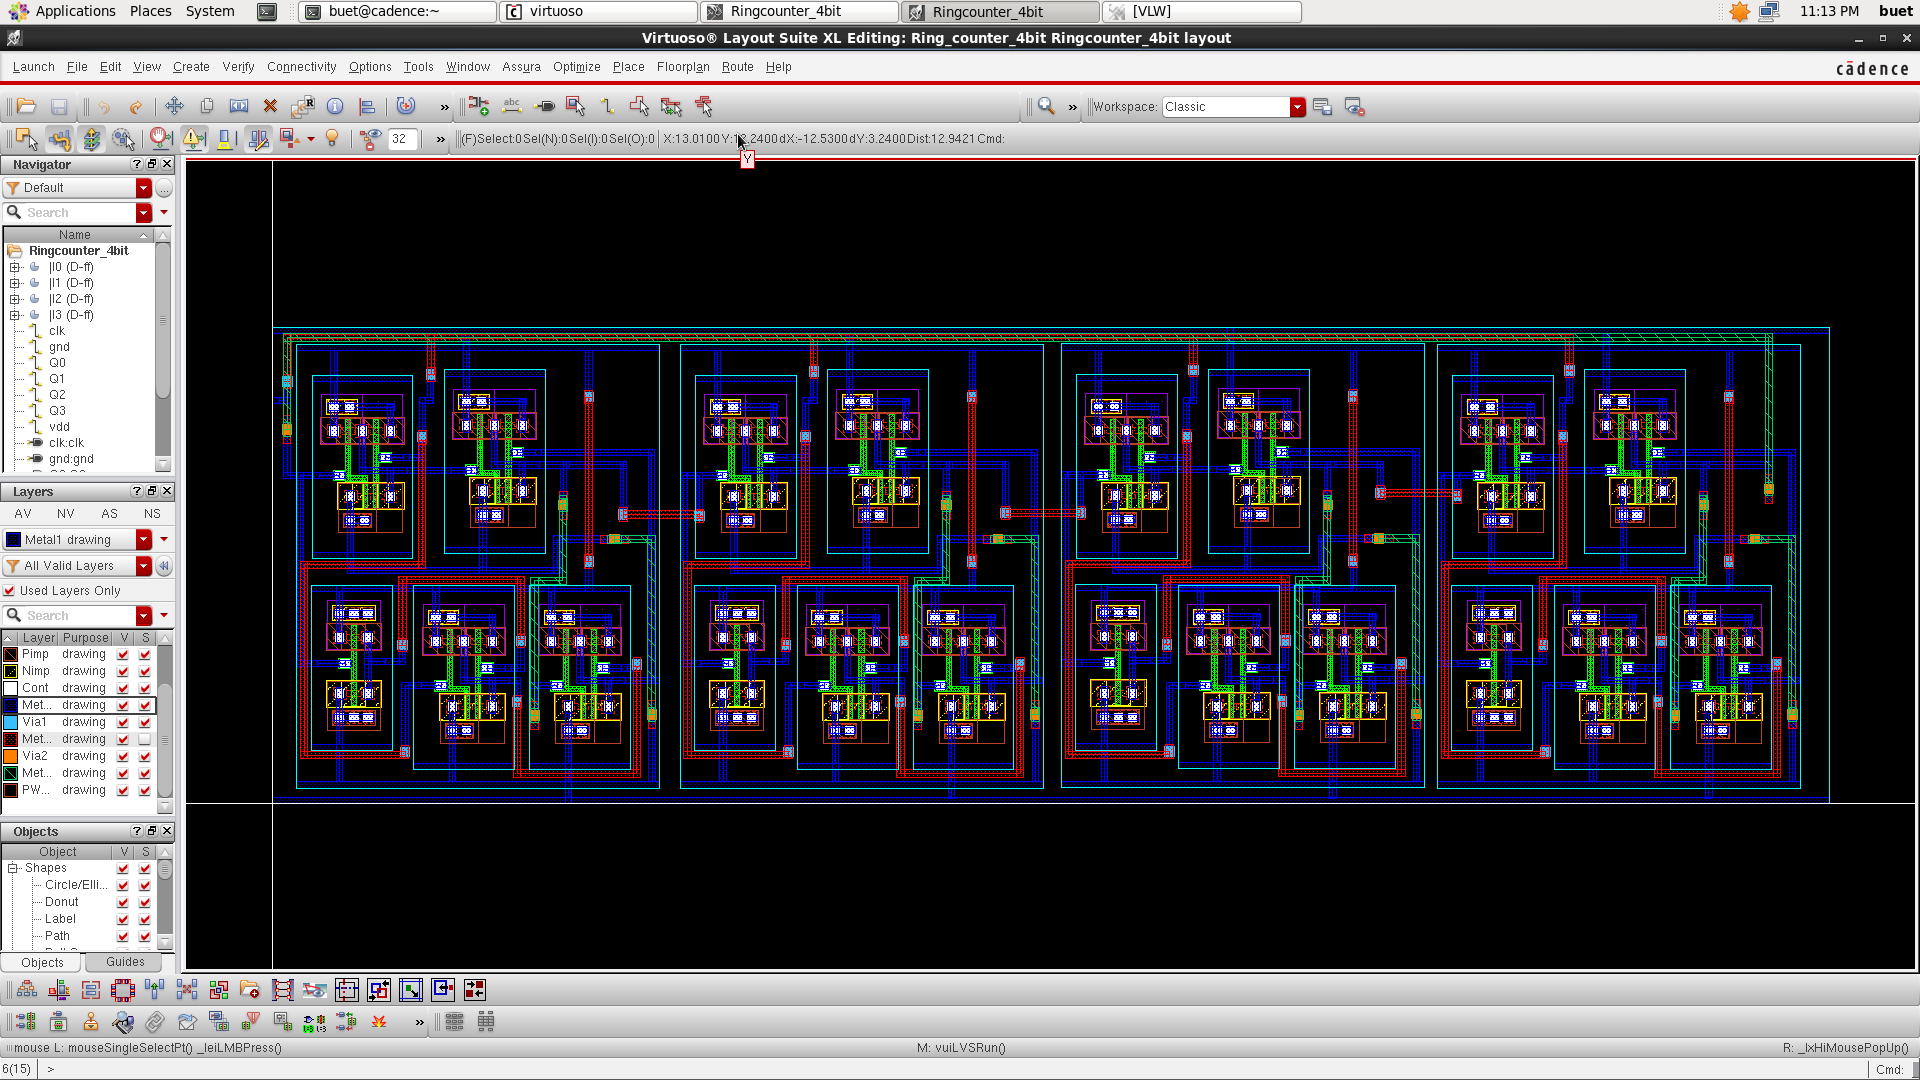 Applications Places System buet@cadence:~ virtuoso Ringcounter_4bit Ringcounter_4bit [VLW] 11:13 PM buet
Virtuoso® Layout Suite XL Editing: Ring_counter_4bit Ringcounter_4bit layout
Launch File Edit View Create Verify Connectivity Options Tools Window Assura Optimize Place Floorplan Route Help cādence
» abc » Workspace: Classic
32 » (F)Select:0 Sel(N):0 Sel(I):0 Sel(O):0 X:13.0100 dX:-12.5300 dY:3.2400 Dist:12.9421 Cmd:
Y
Navigator
Default
Search
Name
Ringcounter_4bit
|I0 (D-ff)
|I1 (D-ff)
|I2 (D-ff)
|I3 (D-ff)
clk
gnd
Q0
Q1
Q2
Q3
vdd
clk:clk
gnd:gnd
Layers
AV NV AS NS
Metal1 drawing
All Valid Layers
Used Layers Only
Search
Layer Purpose V S
Pimp drawing
Nimp drawing
Cont drawing
Met... drawing
Via1 drawing
Met... drawing
Via2 drawing
Met... drawing
PW... drawing
Objects
Object V S
Shapes
Circle/Elli...
Donut
Label
Path
Objects Guides
»
mouse L: mouseSingleSelectPt() _leiLMBPress() M: vuiLVSRun() R: _lxHiMousePopUp()
6(15) > Cmd: